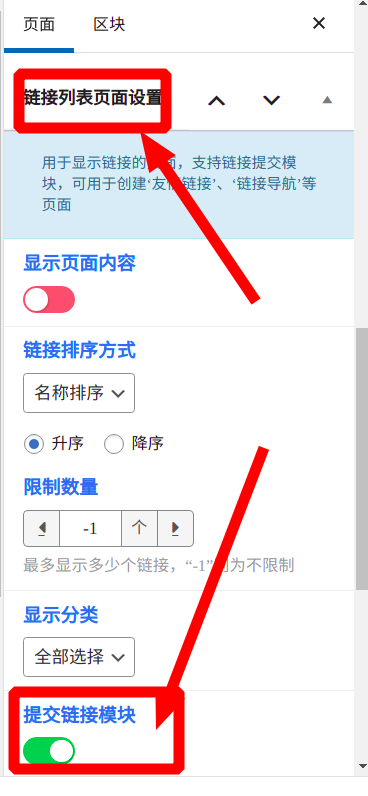 页面 区块
链接列表页面设置
用于显示链接的 面，支持链接提交模
块，可用于创建‘友 链接’、‘链接导航’等
页面
显示页面内容
链接排序方式
名称排序
升序 降序
限制数量
-1 个
最多显示多少个链接，“-1” 为不限制
显示分类
全部选择
提交链接模块